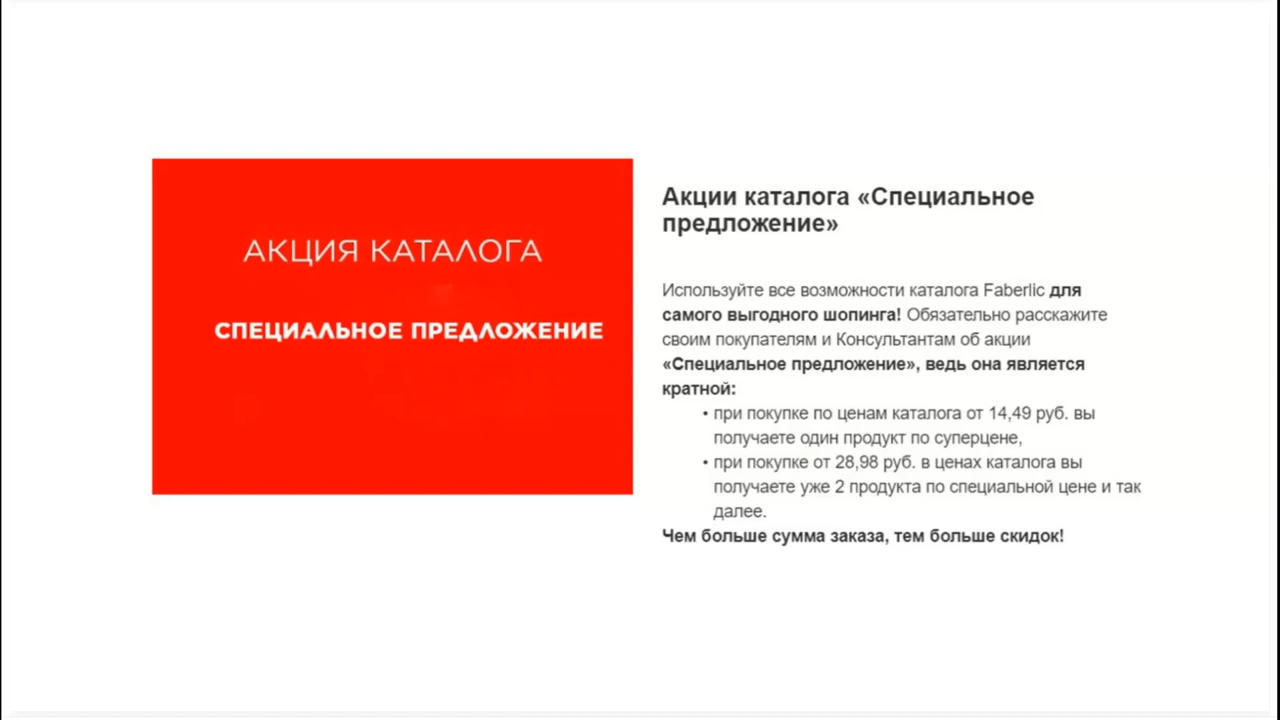 АКЦИЯ КАТАЛОГА
СПЕЦИАЛЬНОЕ ПРЕДЛОЖЕНИЕ
Акции каталога «Специальное
предложение»
Используйте все возможности каталога Faberlic для
самого выгодного шопинга! Обязательно расскажите
своим покупателям и Консультантам об акции
«Специальное предложение», ведь она является
кратной:
• при покупке по ценам каталога от 14,49 руб. вы
получаете один продукт по суперцене,
• при покупке от 28,98 руб. в ценах каталога вы
получаете уже 2 продукта по специальной цене и так
далее.
Чем больше сумма заказа, тем больше скидок!